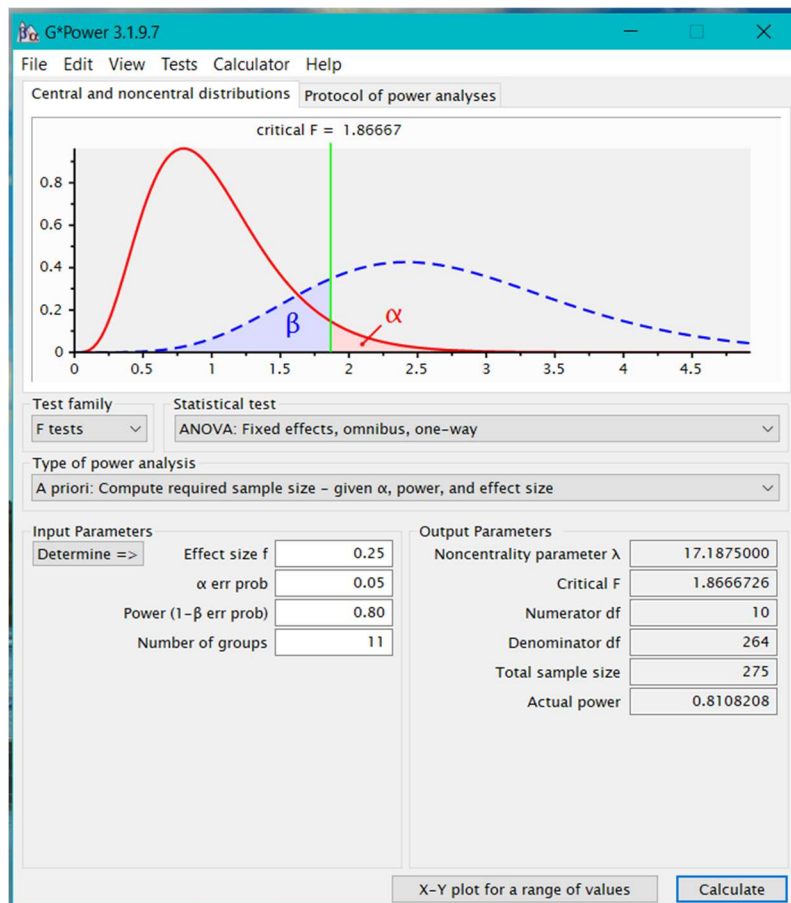 G*Power 3.1.9.7
File Edit View Tests Calculator Help
Central and noncentral distributions Protocol of power analyses
critical F = 1.86667
0.8
0.6
0.4
0.2
0
β
α
0 0.5 1 1.5 2 2.5 3 3.5 4 4.5
Test family
F tests
Statistical test
ANOVA: Fixed effects, omnibus, one-way
Type of power analysis
A priori: Compute required sample size - given α, power, and effect size
Input Parameters
Determine =>
Effect size f 0.25
α err prob 0.05
Power (1-β err prob) 0.80
Number of groups 11
Output Parameters
Noncentrality parameter λ 17.1875000
Critical F 1.8666726
Numerator df 10
Denominator df 264
Total sample size 275
Actual power 0.8108208
X-Y plot for a range of values
Calculate